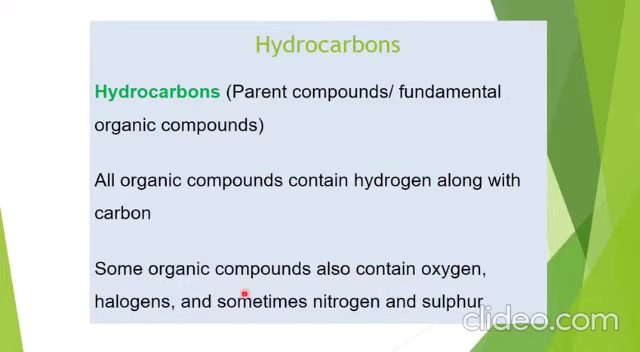 Hydrocarbons
Hydrocarbons (Parent compounds/ fundamental
organic compounds)
All organic compounds contain hydrogen along with
carbon
Some organic compounds also contain oxygen,
halogens, and sometimes nitrogen and sulphur
clideo.com